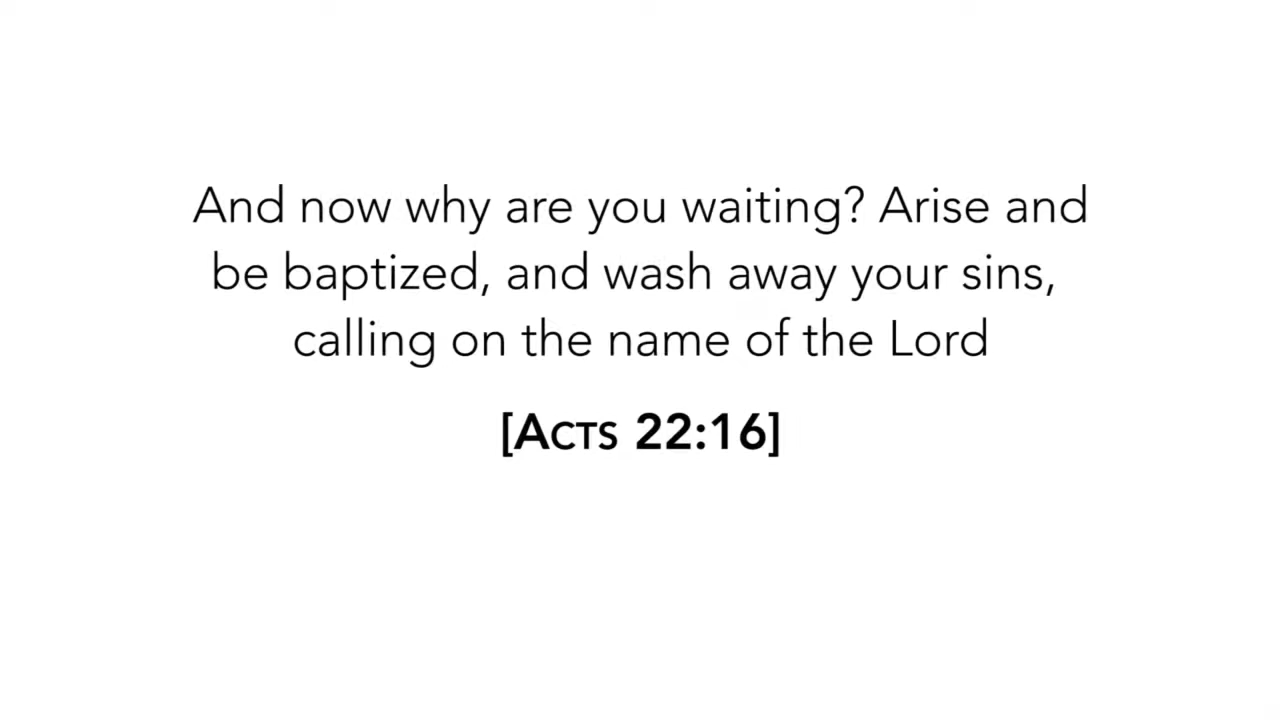 And now why are you waiting? Arise and
be baptized, and wash away your sins,
calling on the name of the Lord
[Acts 22:16]